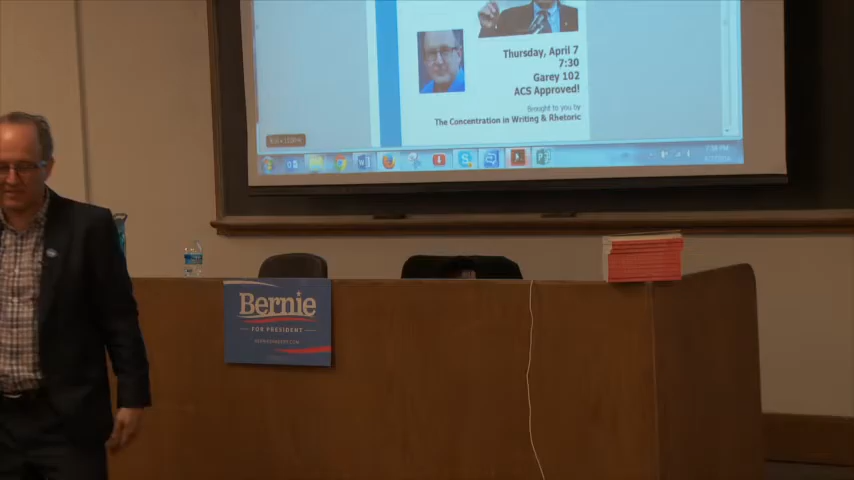 Thursday, April 7
7:30
Garey 102
ACS Approved!
Brought to you by
The Concentration in Writing & Rhetoric
Bernie
FOR PRESIDENT